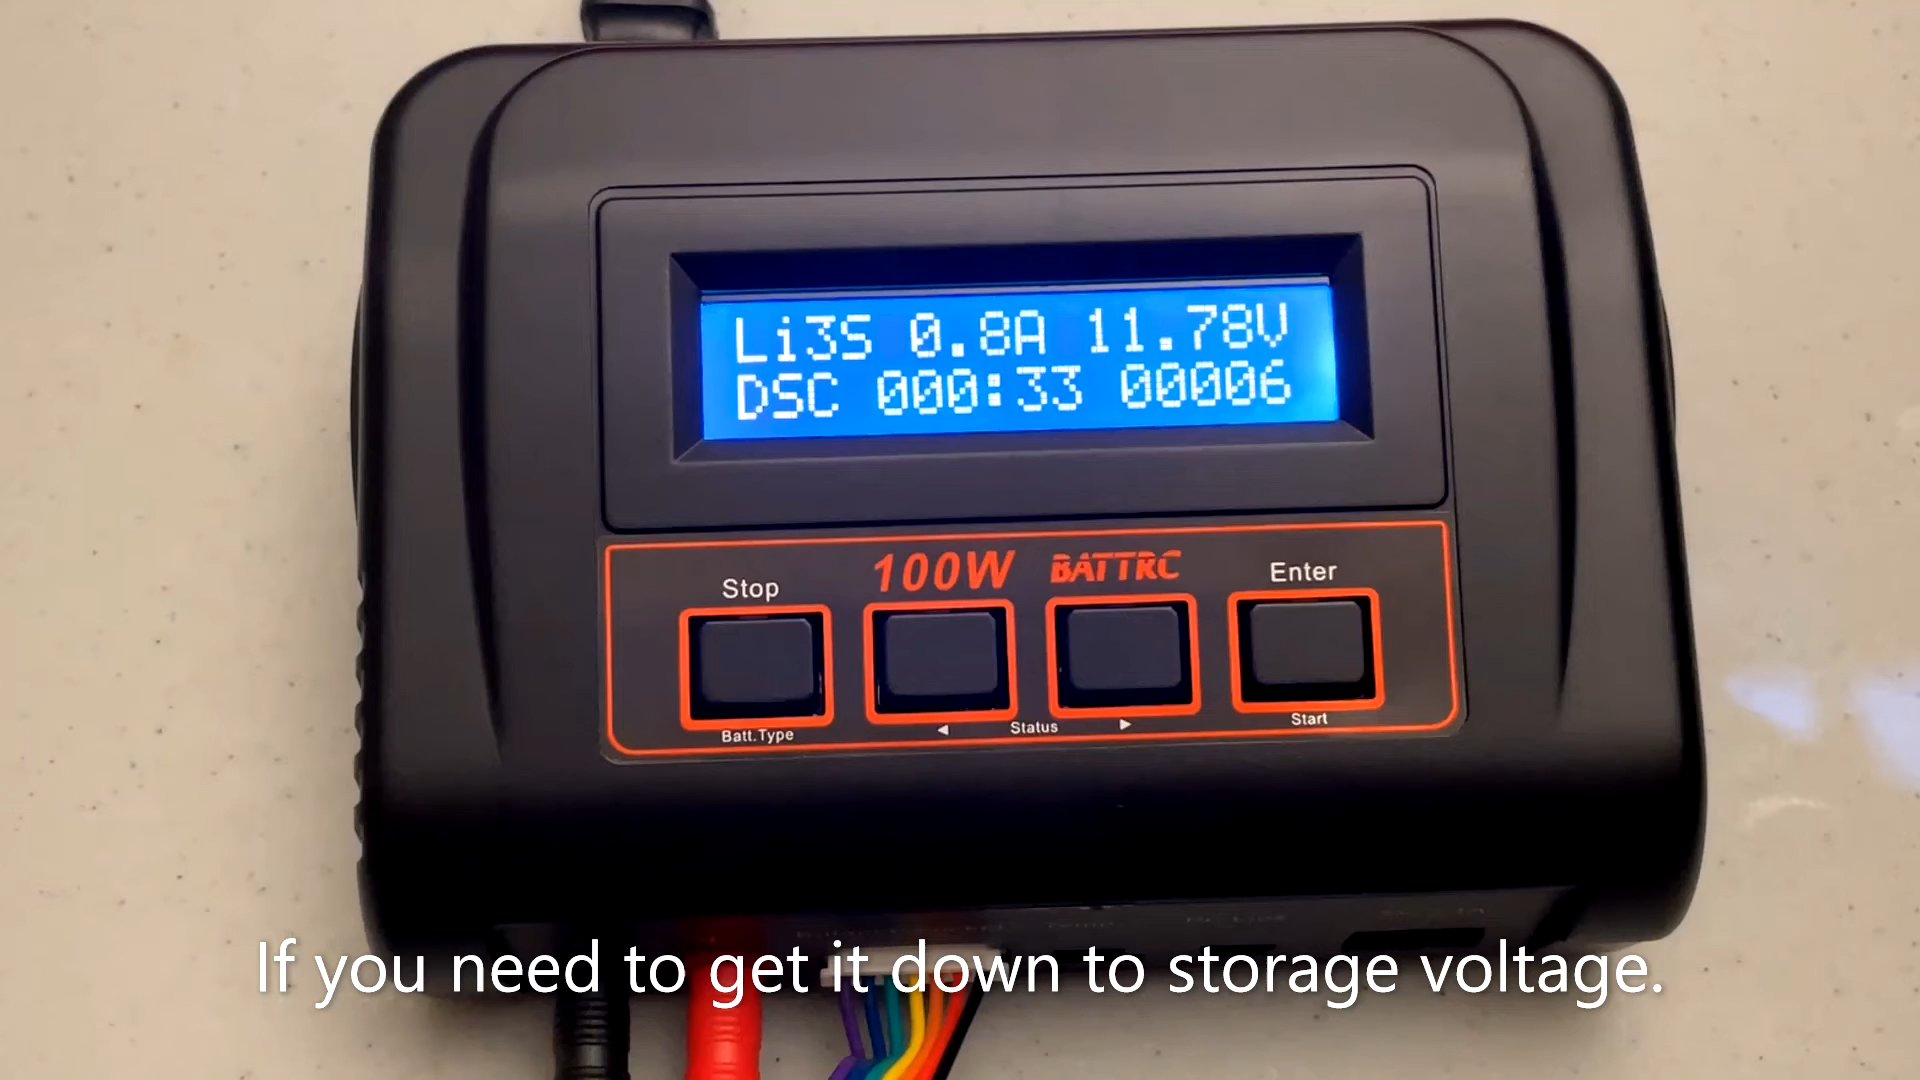 Li3S 0.8A 11.78V
DSC 000:33 00006
100W BATTRC
Stop
Enter
Batt.Type
◀ Status ▶
Start
If you need to get it down to storage voltage.